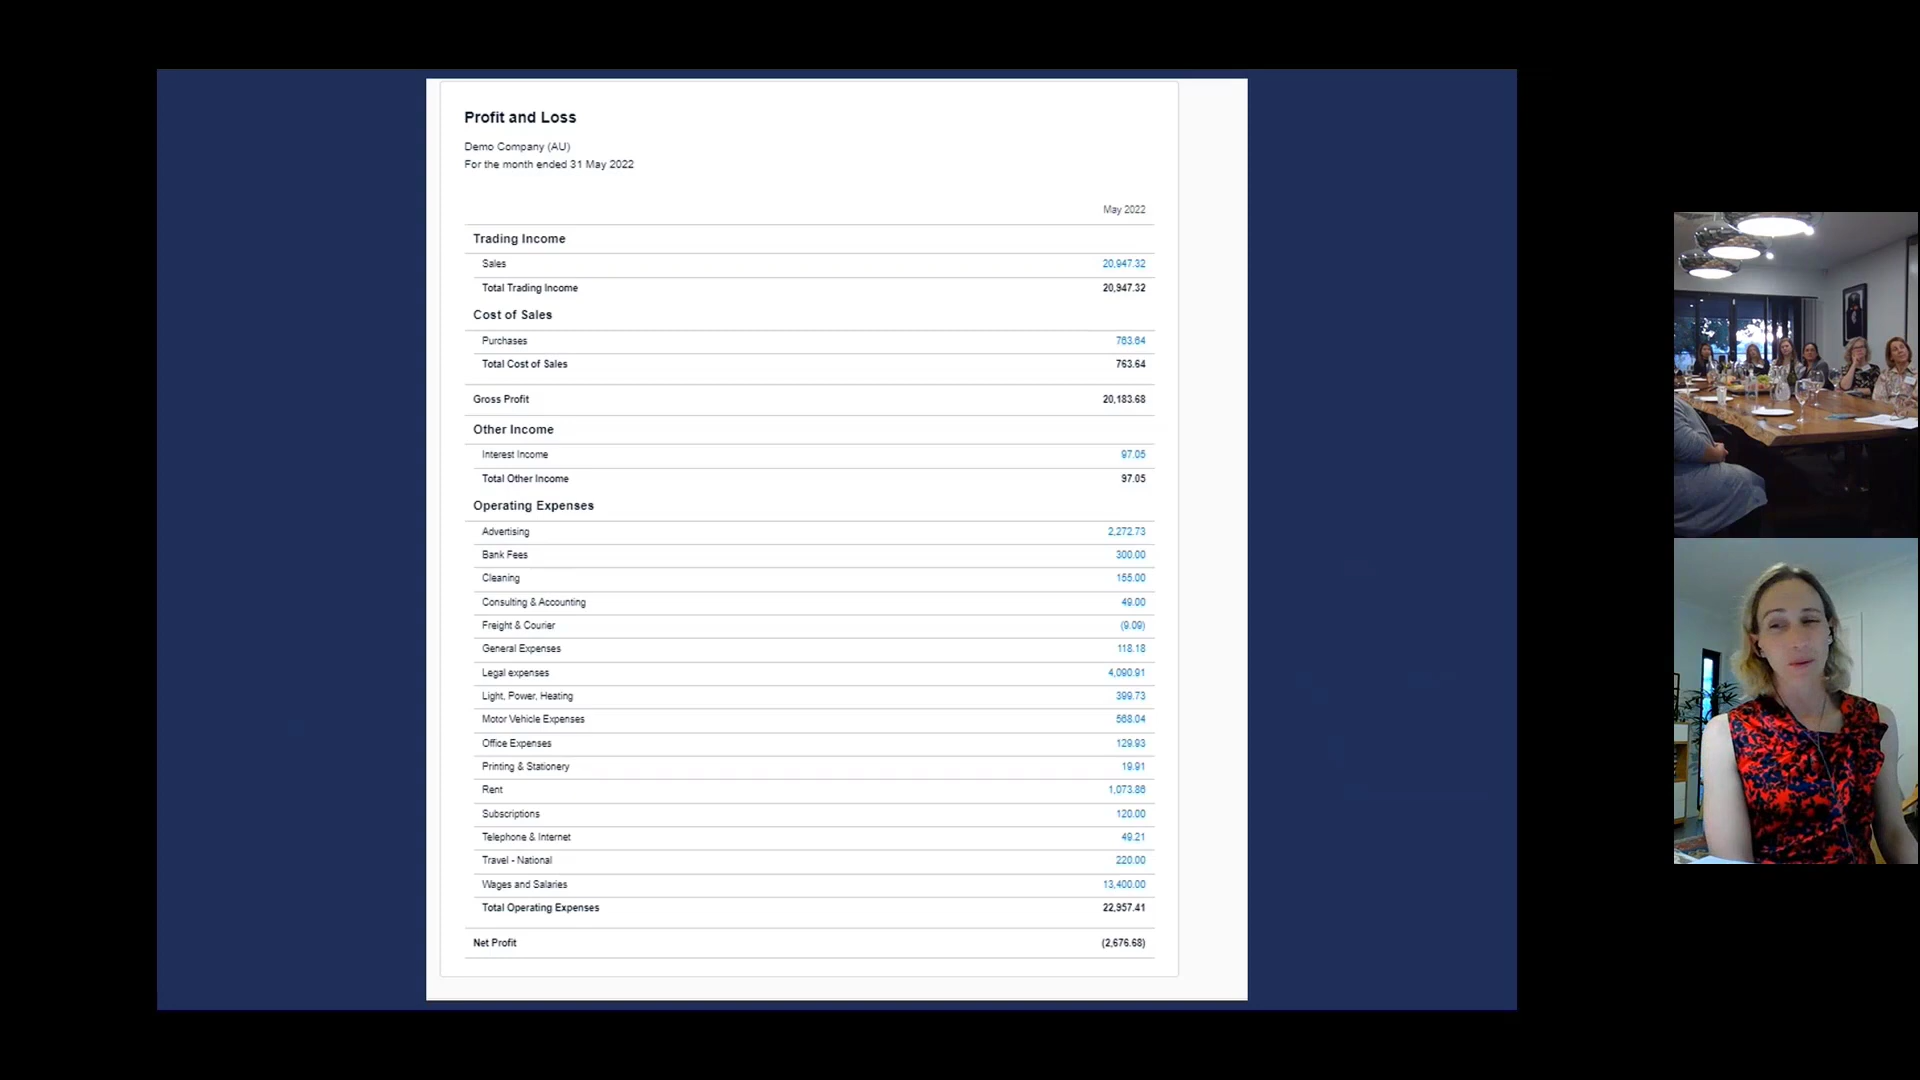 Profit and Loss
Demo Company (AU)
For the month ended 31 May 2022
May 2022
Trading Income
Sales 20,947.32
Total Trading Income 20,947.32
Cost of Sales
Purchases 763.64
Total Cost of Sales 763.64
Gross Profit 20,183.68
Other Income
Interest Income 97.05
Total Other Income 97.05
Operating Expenses
Advertising 2,272.73
Bank Fees 300.00
Cleaning 155.00
Consulting & Accounting 49.00
Freight & Courier (9.09)
General Expenses 118.18
Legal expenses 4,090.91
Light, Power, Heating 399.73
Motor Vehicle Expenses 568.04
Office Expenses 129.93
Printing & Stationery 19.91
Rent 1,073.86
Subscriptions 120.00
Telephone & Internet 49.21
Travel - National 220.00
Wages and Salaries 13,400.00
Total Operating Expenses 22,957.41
Net Profit (2,676.68)